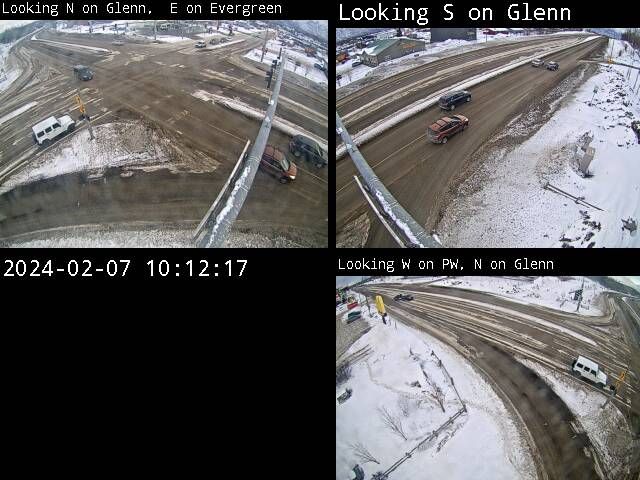 Looking N on Glenn,  E on Evergreen
Looking S on Glenn
2024-02-07 10:12:17
Looking W on PW, N on Glenn